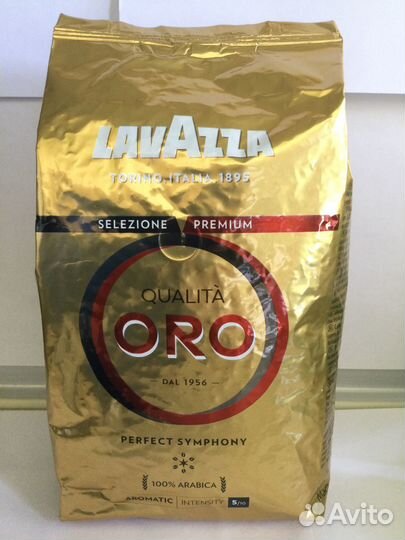 LAVAZZA
TORINO, ITALIA, 1895
SELEZIONE PREMIUM
QUALITÀ
ORO
DAL 1956
PERFECT SYMPHONY
100% ARABICA
AROMATIC INTENSITY 5/10
Avito